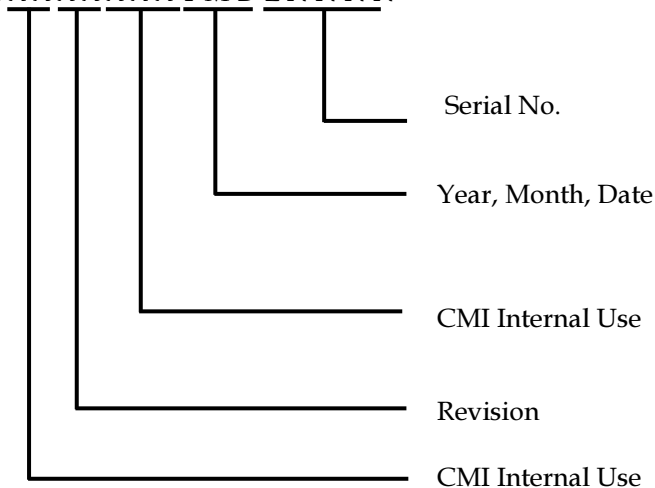 Serial No.
Year, Month, Date
CMI Internal Use
Revision
CMI Internal Use